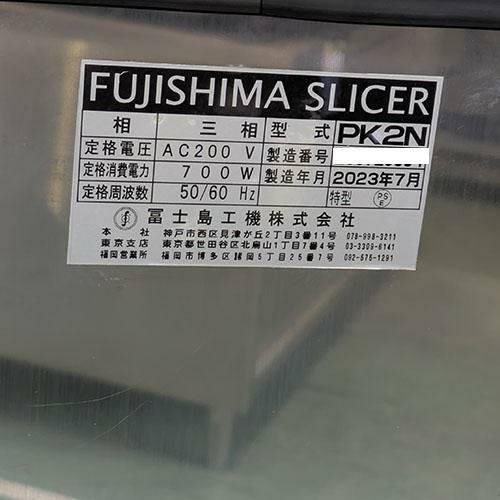 FUJISHIMA SLICER
相 三相 型式 PK2N
定格電圧 AC200 V 製造番号
定格消費電力 700W 製造年月 2023年7月
定格周波数 50/60 Hz 特型 PSE
冨士島工機株式会社
本社 神戸市西区見津が丘2丁目3番11号 078-998-3211
東京支店 東京都世田谷区北烏山1丁目7番4号 03-3309-6141
福岡営業所 福岡市博多区諸岡5丁目25番7号 092-575-1291